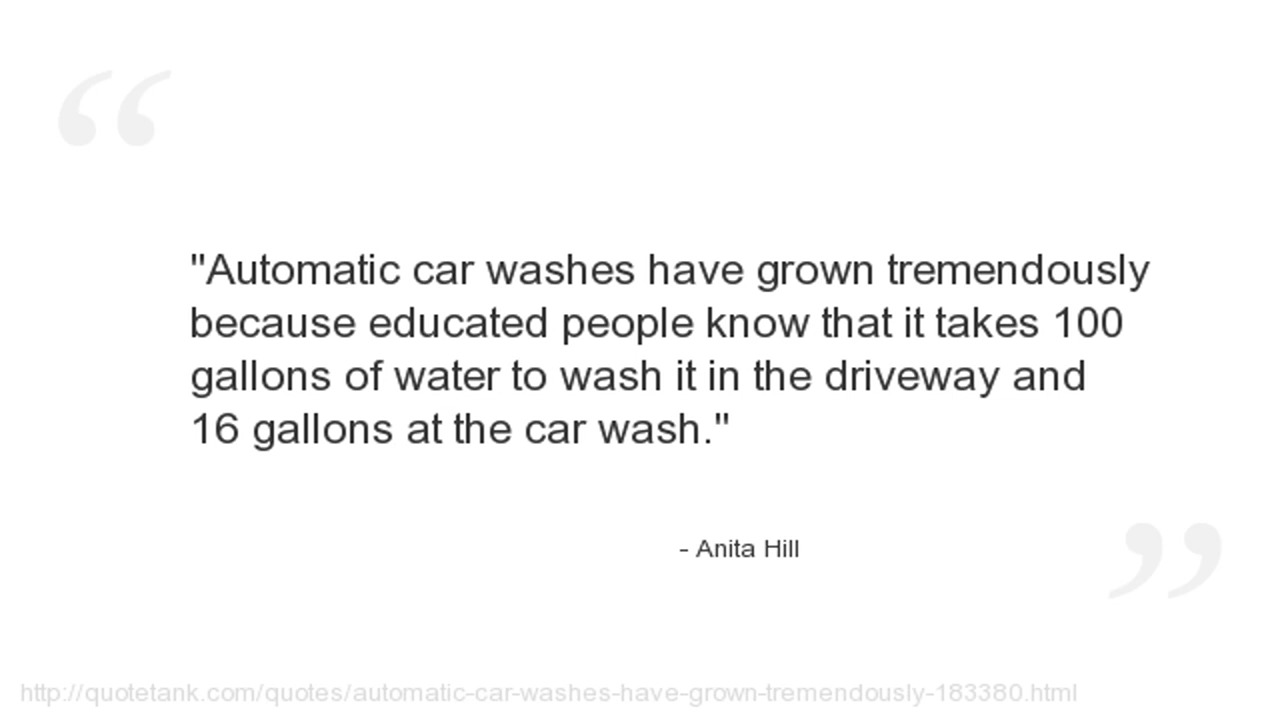 "Automatic car washes have grown tremendously
because educated people know that it takes 100
gallons of water to wash it in the driveway and
16 gallons at the car wash."
- Anita Hill
http://quotetank.com/quotes/automatic-car-washes-have-grown-tremendously-183380.html